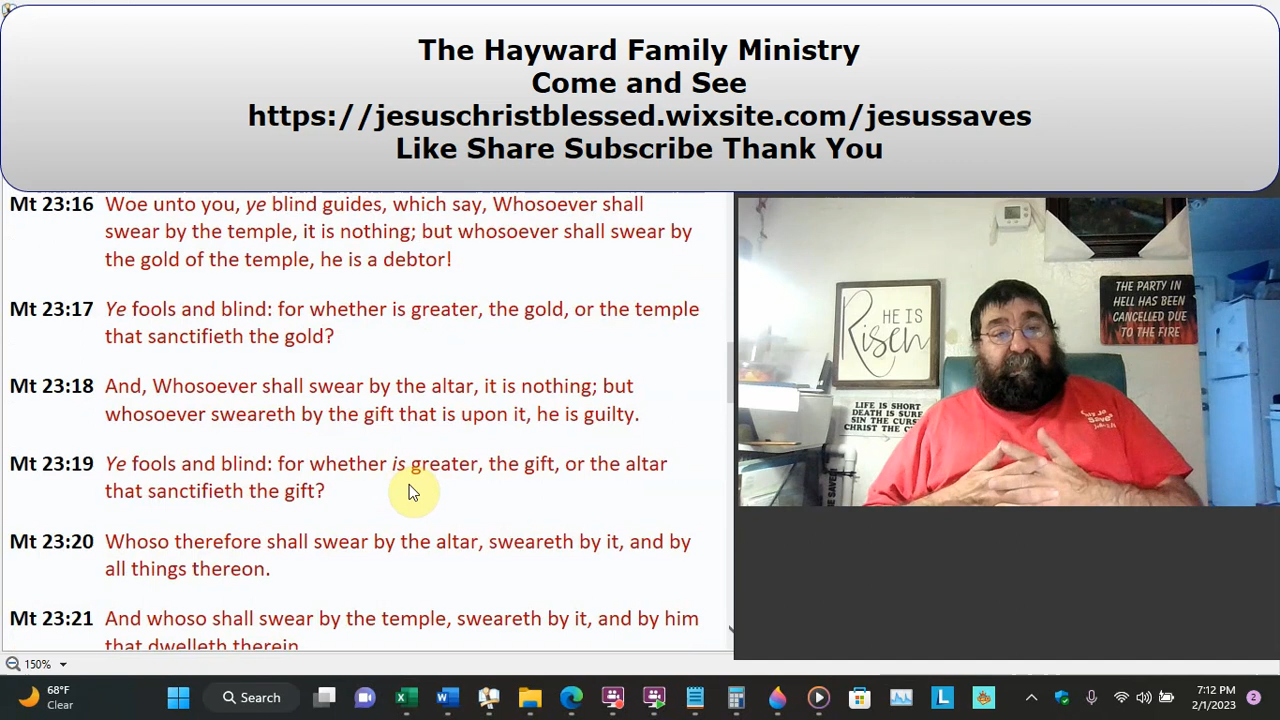 The Hayward Family Ministry
Come and See
https://jesuschristblessed.wixsite.com/jesussaves
Like Share Subscribe Thank You
Mt 23:16 Woe unto you, ye blind guides, which say, Whosoever shall
swear by the temple, it is nothing; but whosoever shall swear by
the gold of the temple, he is a debtor!
Mt 23:17 Ye fools and blind: for whether is greater, the gold, or the temple
that sanctifieth the gold?
Mt 23:18 And, Whosoever shall swear by the altar, it is nothing; but
whosoever sweareth by the gift that is upon it, he is guilty.
Mt 23:19 Ye fools and blind: for whether is greater, the gift, or the altar
that sanctifieth the gift?
Mt 23:20 Whoso therefore shall swear by the altar, sweareth by it, and by
all things thereon.
Mt 23:21 And whoso shall swear by the temple, sweareth by it, and by him
that dwelleth therein
HE IS
Risen
THE PARTY IN
HELL HAS BEEN
CANCELLED DUE
TO THE FIRE
LIFE IS SHORT
DEATH IS SURE
SIN THE CURSE
CHRIST THE
150%
68°F
Clear
Search
7:12 PM
2/1/2023
2